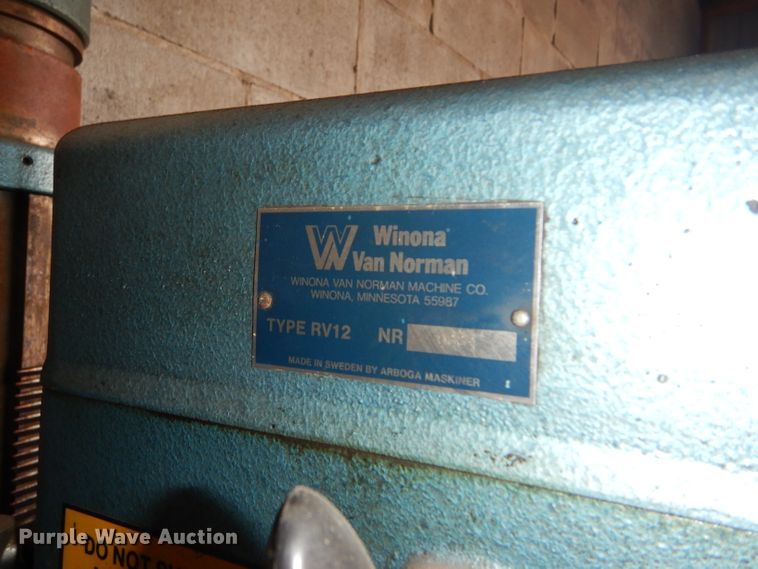 W Winona
Van Norman
WINONA VAN NORMAN MACHINE CO.
WINONA, MINNESOTA 55987
TYPE RV12 NR
MADE IN SWEDEN BY ARBOGA MASKINER
DO NOT
Purple Wave Auction